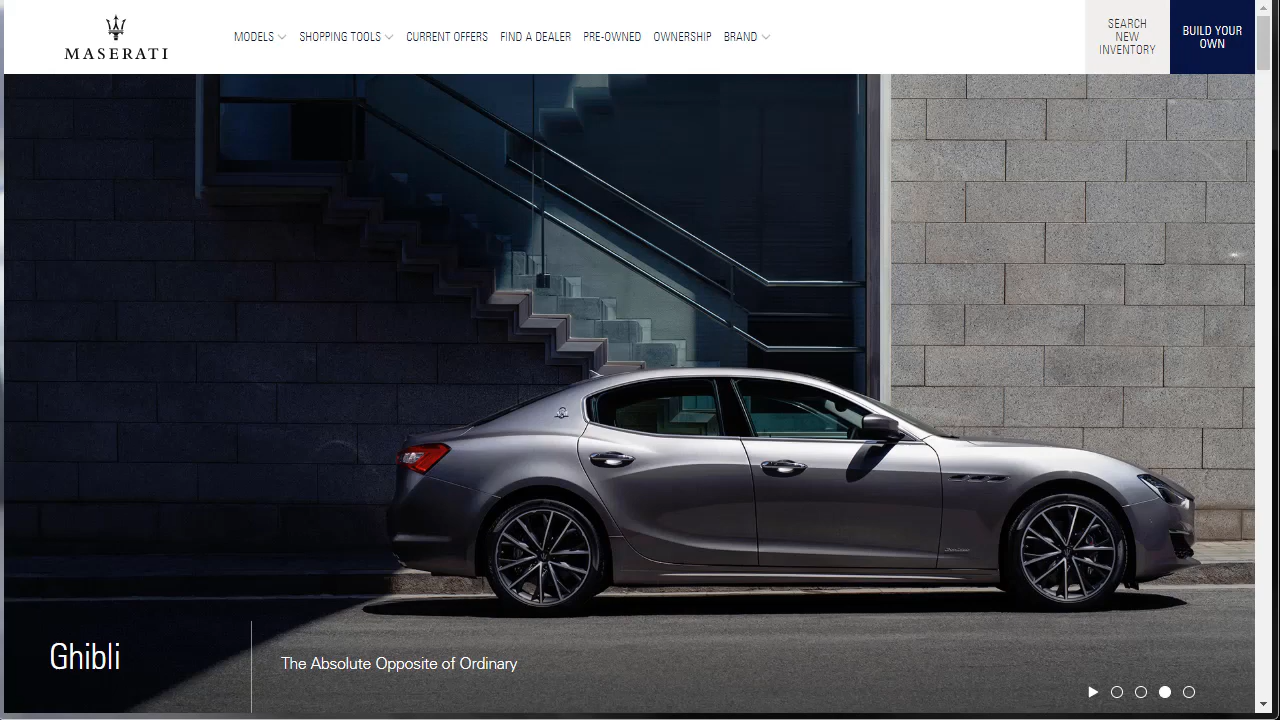 MASERATI
MODELS
SHOPPING TOOLS
CURRENT OFFERS
FIND A DEALER
PRE-OWNED
OWNERSHIP
BRAND
SEARCH
NEW
INVENTORY
BUILD YOUR
OWN
Ghibli
The Absolute Opposite of Ordinary